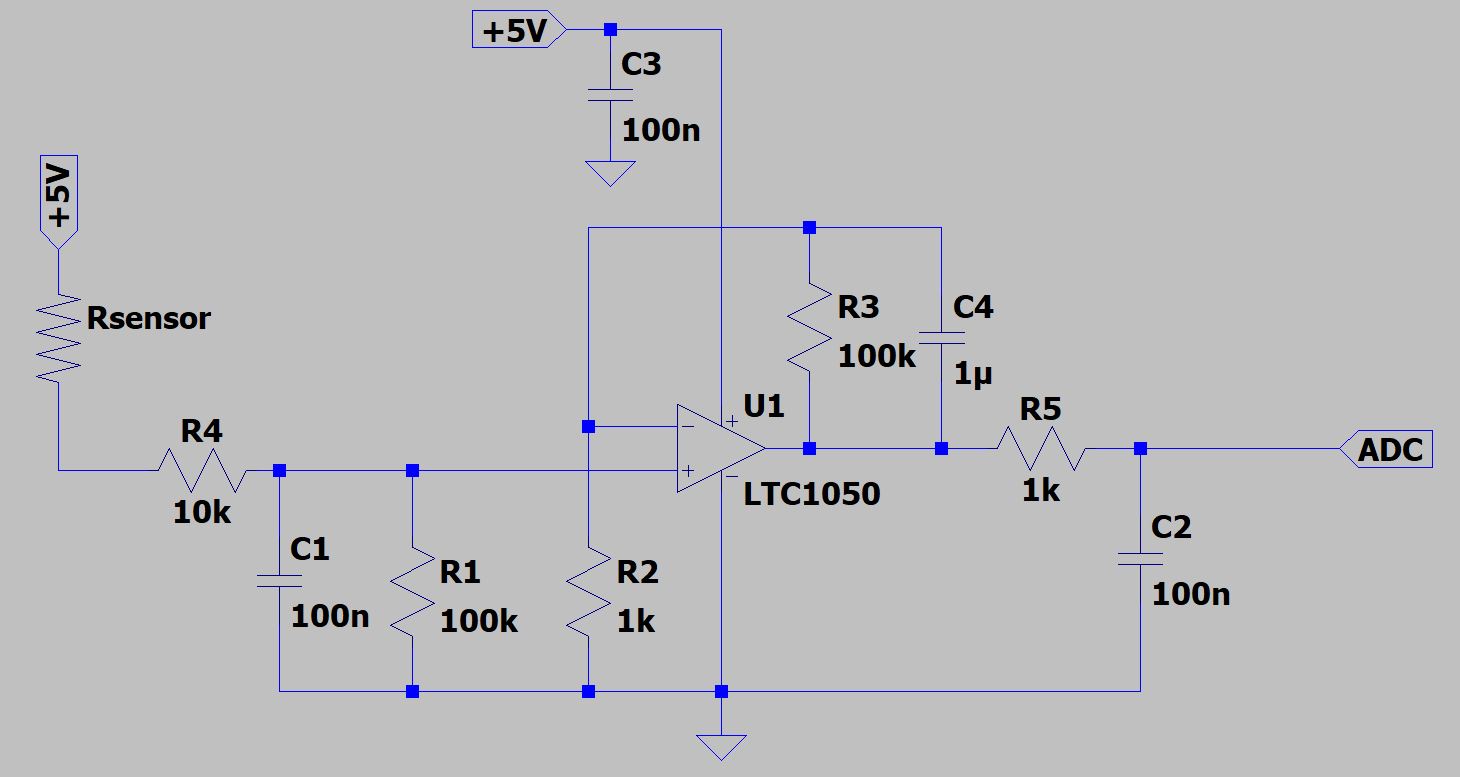 +5V
C3
100n
+5V
Rsensor
R3
100k
C4
1µ
U1
+
−
+
−
LTC1050
R4
10k
R5
1k
ADC
C1
100n
R1
100k
R2
1k
C2
100n